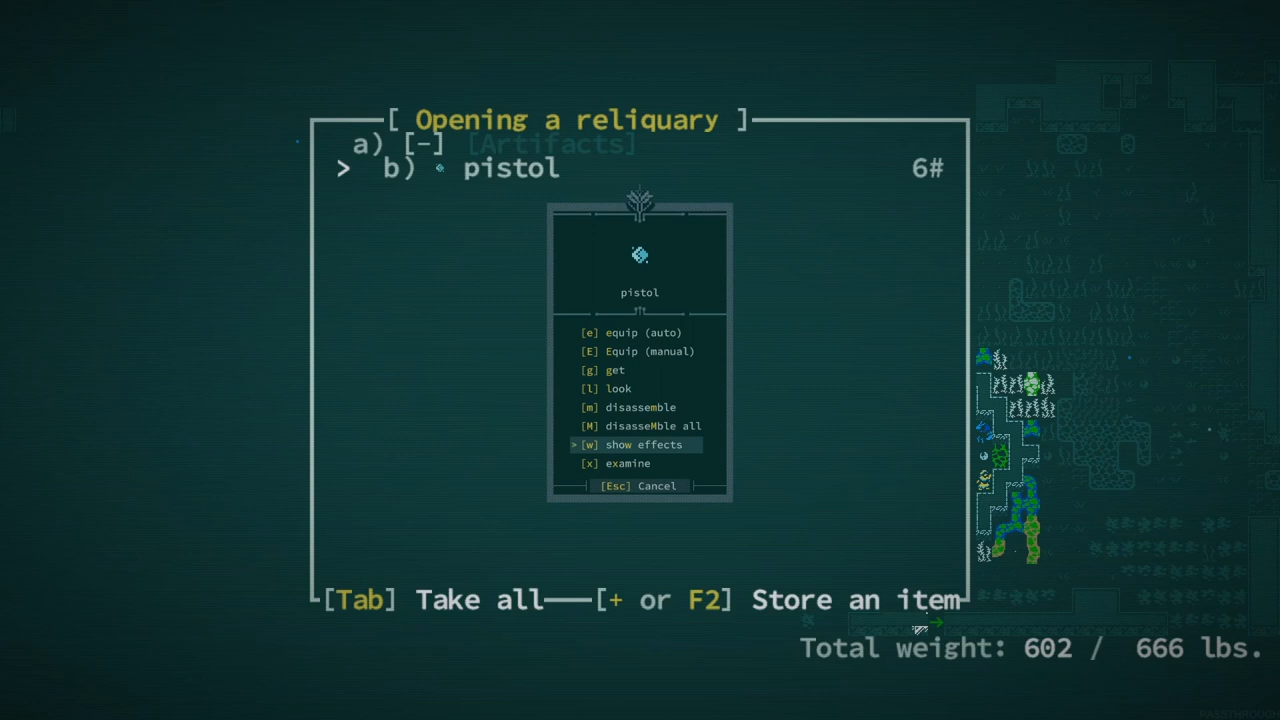 [ Opening a reliquary ]
a) [-] [Artifacts]
> b) pistol 6#
pistol
[e] equip (auto)
[E] Equip (manual)
[g] get
[l] look
[m] disassemble
[M] disasseMble all
>[w] show effects
[x] examine
[Esc] Cancel
[Tab] Take all [+ or F2] Store an item
Total weight: 602 / 666 lbs.